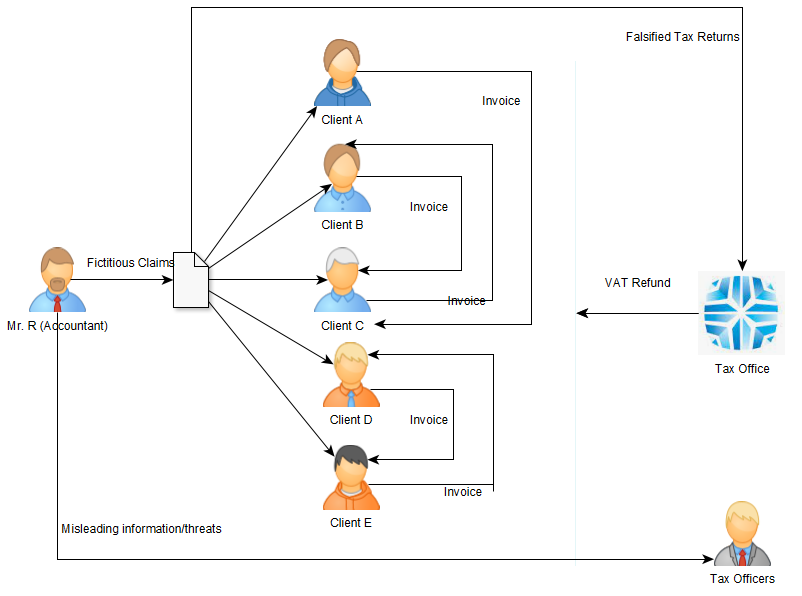 Falsified Tax Returns
Invoice
Client A
Invoice
Client B
Fictitious Claims
VAT Refund
Invoice
Mr. R (Accountant)
Client C
Tax Office
Client D
Invoice
Invoice
Client E
Misleading information/threats
Tax Officers